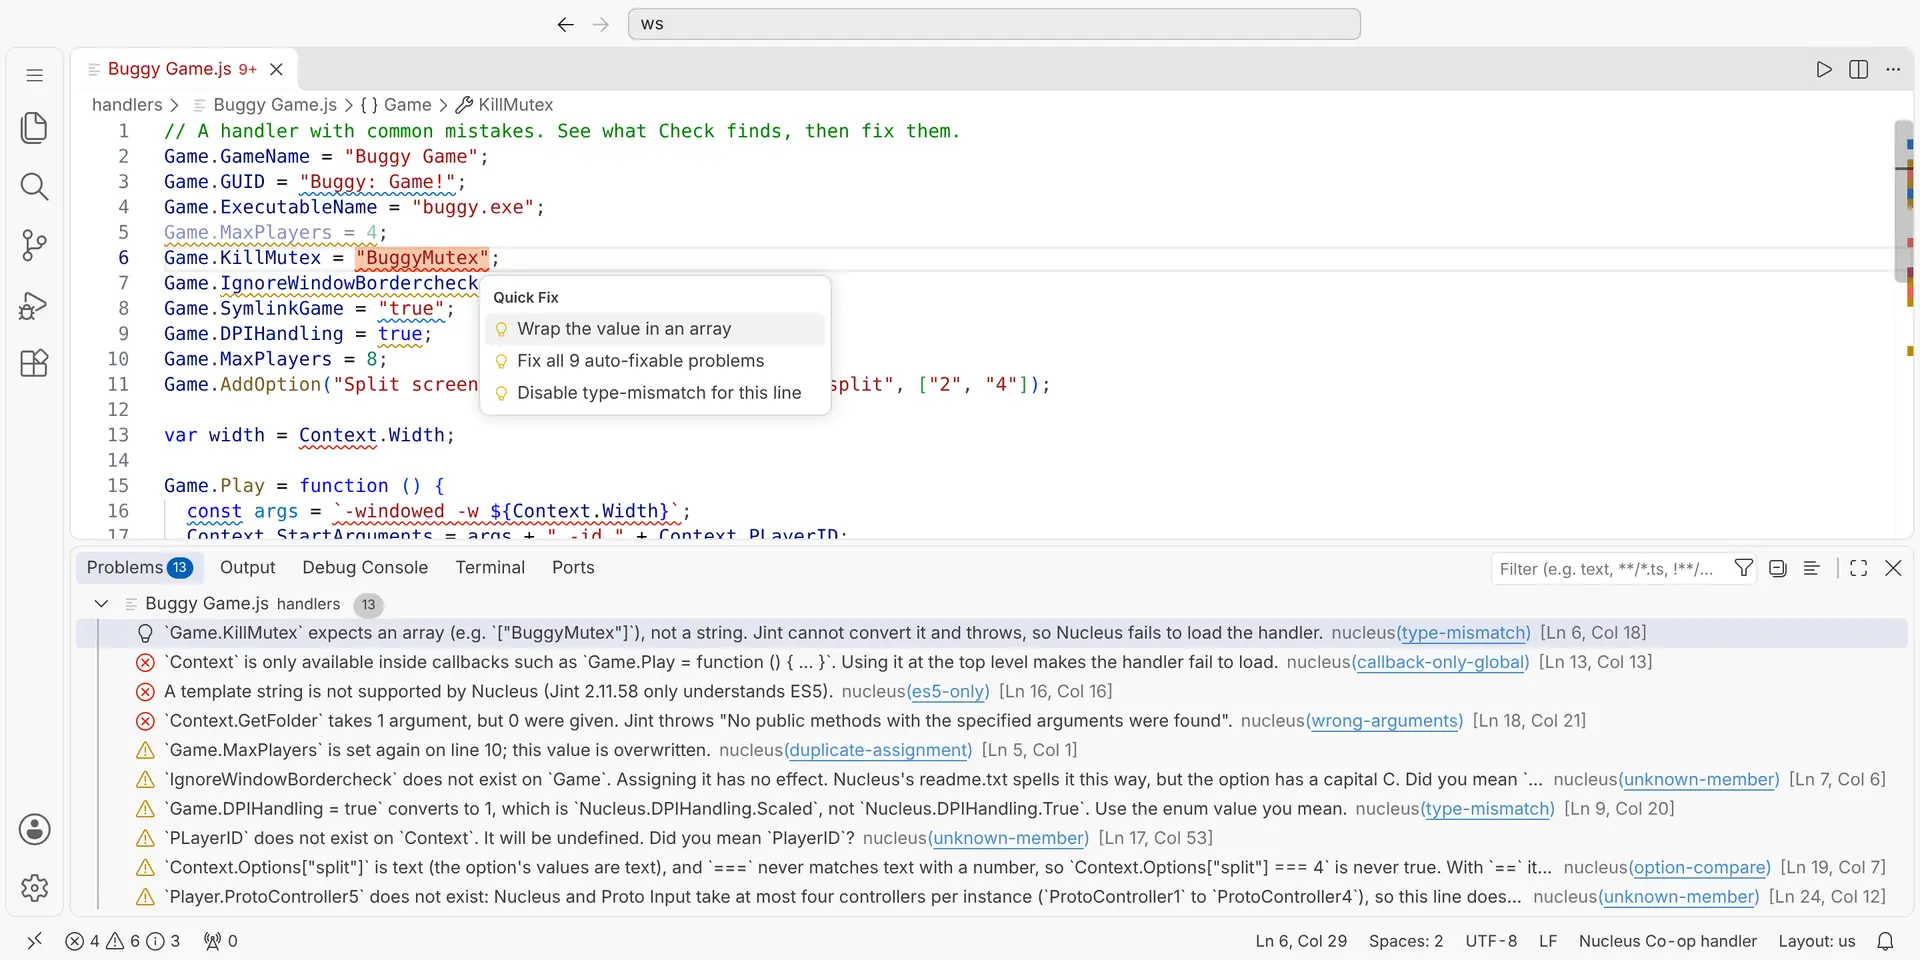 ws
Buggy Game.js 9+
handlers > Buggy Game.js > { } Game > KillMutex
1 // A handler with common mistakes. See what Check finds, then fix them.
2 Game.GameName = "Buggy Game";
3 Game.GUID = "Buggy: Game!";
4 Game.ExecutableName = "buggy.exe";
5 Game.MaxPlayers = 4;
6 Game.KillMutex = "BuggyMutex";
7 Game.IgnoreWindowBordercheck
8 Game.SymlinkGame = "true";
9 Game.DPIHandling = true;
10 Game.MaxPlayers = 8;
11 Game.AddOption("Split screen split", ["2", "4"]);
12
13 var width = Context.Width;
14
15 Game.Play = function () {
16 const args = `-windowed -w ${Context.Width}`;
17 Context.StartArguments = args + " -id " + Context.PLayerID;
Quick Fix
Wrap the value in an array
Fix all 9 auto-fixable problems
Disable type-mismatch for this line
Problems 13 Output Debug Console Terminal Ports
Filter (e.g. text, **/*.ts, !**/...
Buggy Game.js handlers 13
`Game.KillMutex` expects an array (e.g. `["BuggyMutex"]`), not a string. Jint cannot convert it and throws, so Nucleus fails to load the handler. nucleus(type-mismatch) [Ln 6, Col 18]
`Context` is only available inside callbacks such as `Game.Play = function () { ... }`. Using it at the top level makes the handler fail to load. nucleus(callback-only-global) [Ln 13, Col 13]
A template string is not supported by Nucleus (Jint 2.11.58 only understands ES5). nucleus(es5-only) [Ln 16, Col 16]
`Context.GetFolder` takes 1 argument, but 0 were given. Jint throws "No public methods with the specified arguments were found". nucleus(wrong-arguments) [Ln 18, Col 21]
`Game.MaxPlayers` is set again on line 10; this value is overwritten. nucleus(duplicate-assignment) [Ln 5, Col 1]
`IgnoreWindowBordercheck` does not exist on `Game`. Assigning it has no effect. Nucleus's readme.txt spells it this way, but the option has a capital C. Did you mean `... nucleus(unknown-member) [Ln 7, Col 6]
`Game.DPIHandling = true` converts to 1, which is `Nucleus.DPIHandling.Scaled`, not `Nucleus.DPIHandling.True`. Use the enum value you mean. nucleus(type-mismatch) [Ln 9, Col 20]
`PLayerID` does not exist on `Context`. It will be undefined. Did you mean `PlayerID`? nucleus(unknown-member) [Ln 17, Col 53]
`Context.Options["split"]` is text (the option's values are text), and `===` never matches text with a number, so `Context.Options["split"] === 4` is never true. With `==` it... nucleus(option-compare) [Ln 19, Col 7]
`Player.ProtoController5` does not exist: Nucleus and Proto Input take at most four controllers per instance (`ProtoController1` to `ProtoController4`), so this line does... nucleus(unknown-member) [Ln 24, Col 12]
4 6 3 0 Ln 6, Col 29 Spaces: 2 UTF-8 LF Nucleus Co-op handler Layout: us